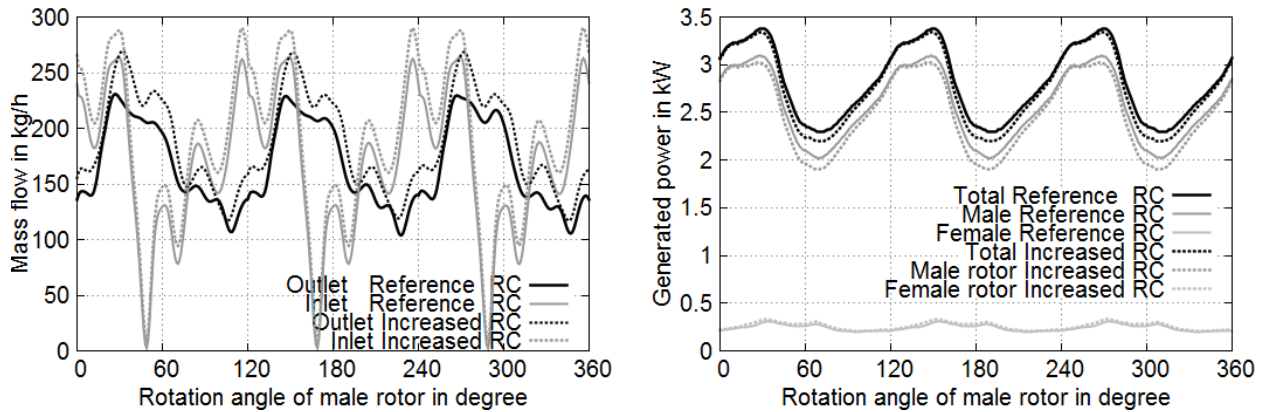 Mass flow in kg/h
300
250
200
150
100
50
0
Outlet Reference RC
Inlet Reference RC
Outlet Increased RC
Inlet Increased RC
0 60 120 180 240 300 360
Rotation angle of male rotor in degree
Generated power in kW
3.5
3
2.5
2
1.5
1
0.5
0
Total Reference RC
Male Reference RC
Female Reference RC
Total Increased RC
Male rotor Increased RC
Female rotor Increased RC
0 60 120 180 240 300 360
Rotation angle of male rotor in degree